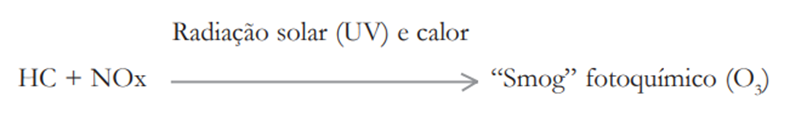 Radiação solar (UV) e calor
HC + NOx “Smog” fotoquímico (O₃)